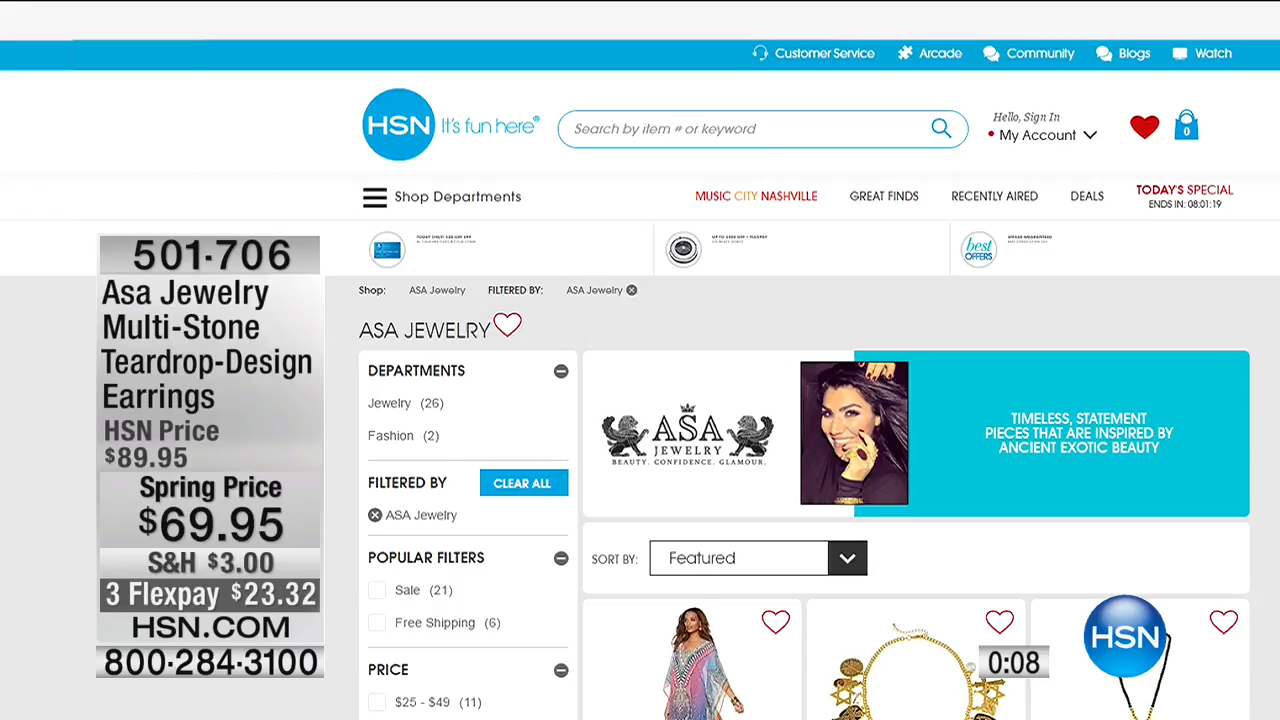 Customer Service
Arcade
Community
Blogs
Watch
HSN It's fun here®
Search by item # or keyword
Hello, Sign In
My Account
0
Shop Departments
MUSIC CITY NASHVILLE
GREAT FINDS
RECENTLY AIRED
DEALS
TODAY'S SPECIAL
ENDS IN: 08:01:19
best
OFFERS
501·706
Asa Jewelry
Multi-Stone
Teardrop-Design
Earrings
HSN Price
$89.95
Spring Price
$69.95
S&H $3.00
3 Flexpay $23.32
HSN.COM
800·284·3100
Shop: ASA Jewelry FILTERED BY: ASA Jewelry
ASA JEWELRY
DEPARTMENTS
Jewelry (26)
Fashion (2)
FILTERED BY
CLEAR ALL
ASA Jewelry
POPULAR FILTERS
Sale (21)
Free Shipping (6)
PRICE
$25 - $49 (11)
ASA
JEWELRY
BEAUTY. CONFIDENCE. GLAMOUR.
TIMELESS, STATEMENT
PIECES THAT ARE INSPIRED BY
ANCIENT EXOTIC BEAUTY
SORT BY: Featured
0:08
HSN